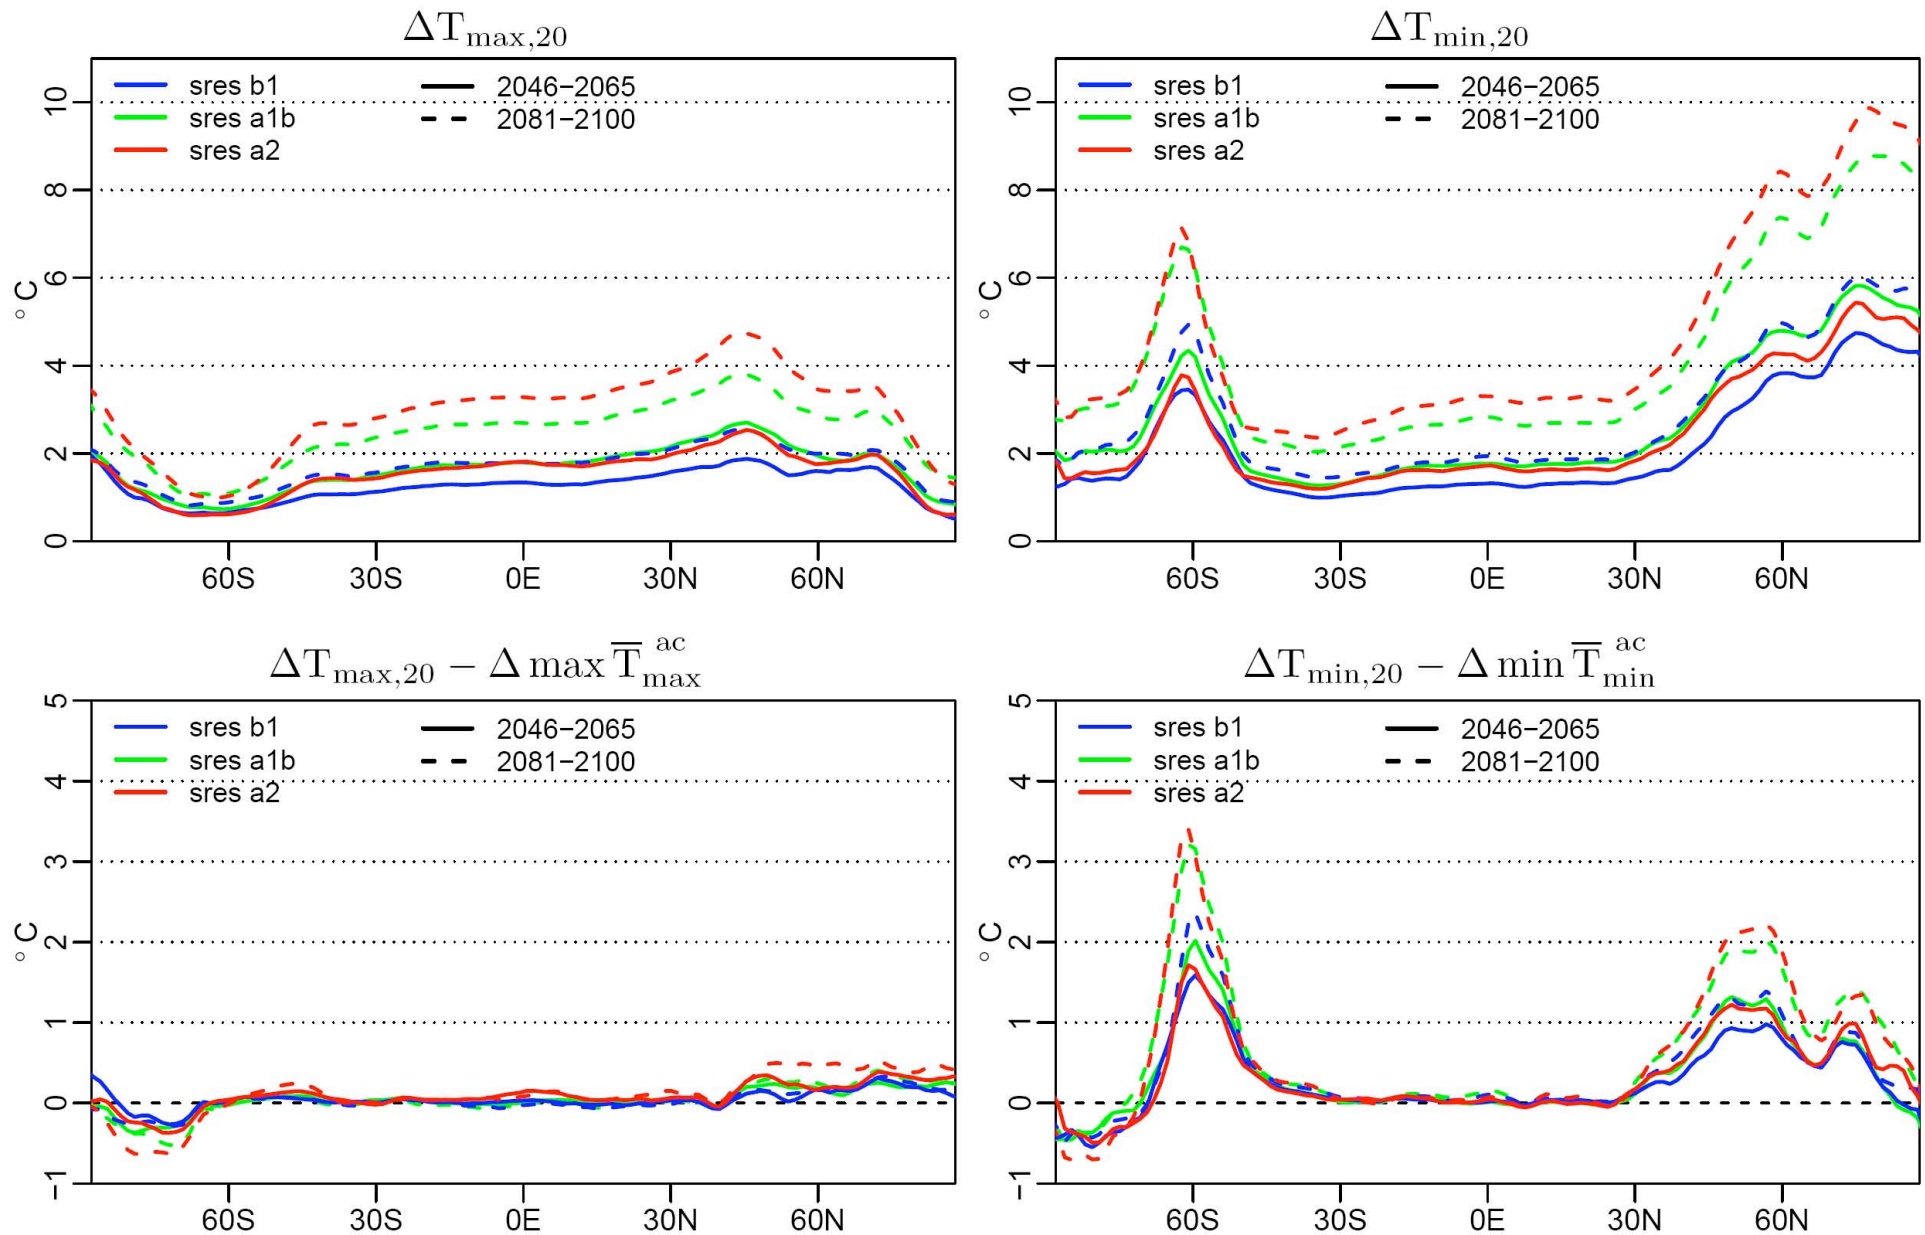 ΔT_max,20
ΔT_min,20
sres b1 2046−2065
sres a1b 2081−2100
sres a2
10
8
6
4
2
0
° C
60S 30S 0E 30N 60N
sres b1 2046−2065
sres a1b 2081−2100
sres a2
10
8
6
4
2
0
° C
60S 30S 0E 30N 60N
ΔT_max,20 − Δ max T̅_max^ac
ΔT_min,20 − Δ min T̅_min^ac
sres b1 2046−2065
sres a1b 2081−2100
sres a2
5
4
3
2
1
0
−1
° C
60S 30S 0E 30N 60N
sres b1 2046−2065
sres a1b 2081−2100
sres a2
5
4
3
2
1
0
−1
° C
60S 30S 0E 30N 60N